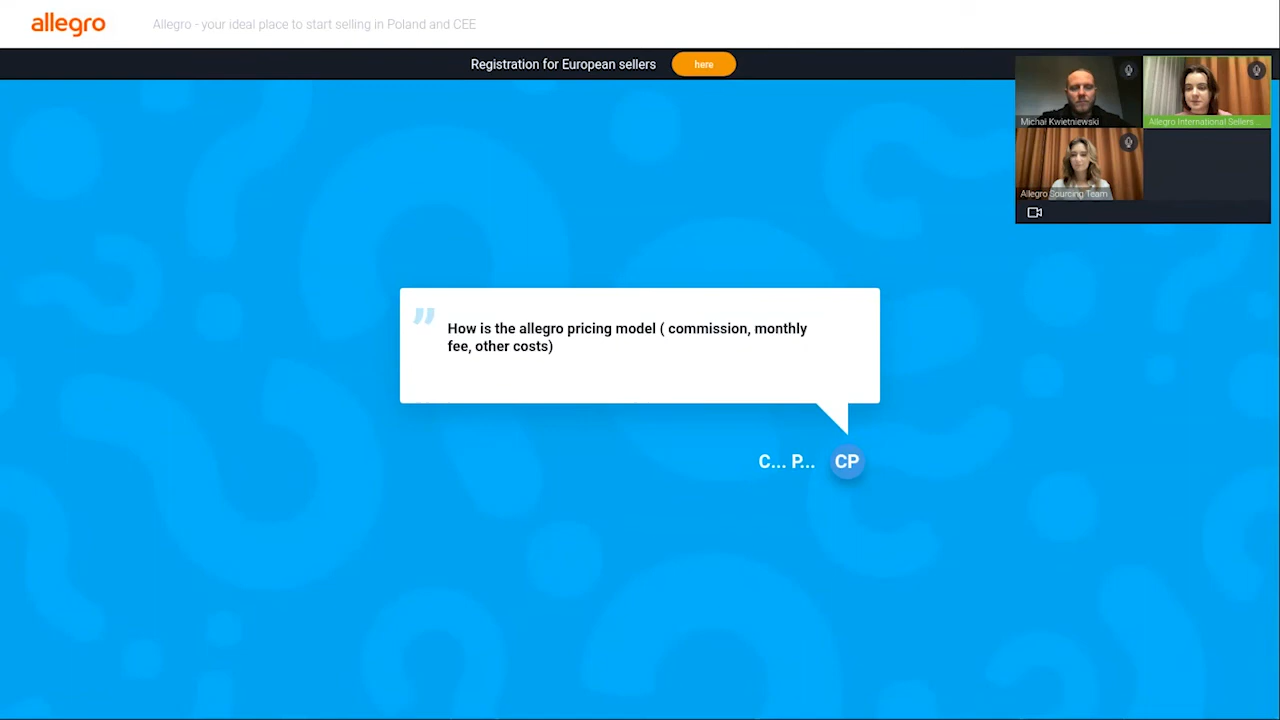 allegro
Allegro - your ideal place to start selling in Poland and CEE
Registration for European sellers
here
Michał Kwietniewski
Allegro International Sellers ...
Allegro Sourcing Team
How is the allegro pricing model ( commission, monthly
fee, other costs)
C... P...
CP